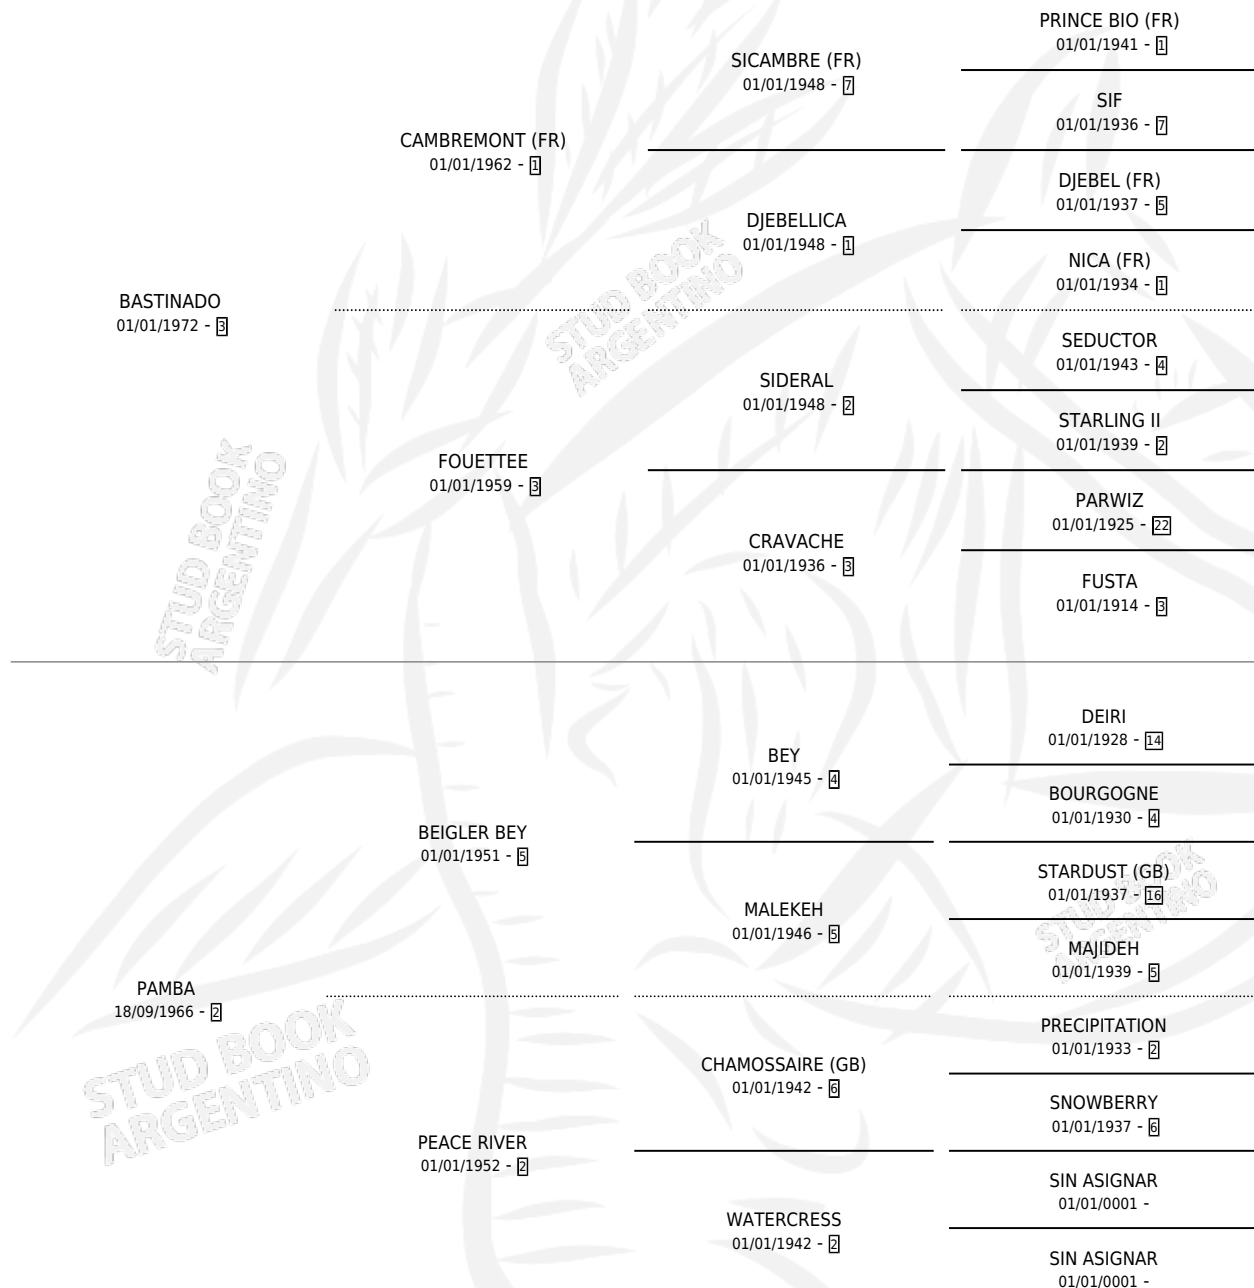 PRINCE BIO (FR)
01/01/1941 - 1
SICAMBRE (FR)
01/01/1948 - 7
SIF
01/01/1936 - 7
CAMBREMONT (FR)
01/01/1962 - 1
DJEBEL (FR)
01/01/1937 - 5
DJEBELLICA
01/01/1948 - 1
NICA (FR)
01/01/1934 - 1
BASTINADO
01/01/1972 - 3
SEDUCTOR
01/01/1943 - 4
SIDERAL
01/01/1948 - 2
STARLING II
01/01/1939 - 2
FOUETTEE
01/01/1959 - 3
PARWIZ
01/01/1925 - 22
CRAVACHE
01/01/1936 - 3
FUSTA
01/01/1914 - 3
DEIRI
01/01/1928 - 14
BEY
01/01/1945 - 4
BOURGOGNE
01/01/1930 - 4
BEIGLER BEY
01/01/1951 - 5
STARDUST (GB)
01/01/1937 - 16
MALEKEH
01/01/1946 - 5
MAJIDEH
01/01/1939 - 5
PAMBA
18/09/1966 - 2
PRECIPITATION
01/01/1933 - 2
CHAMOSSAIRE (GB)
01/01/1942 - 6
SNOWBERRY
01/01/1937 - 6
PEACE RIVER
01/01/1952 - 2
SIN ASIGNAR
01/01/0001 -
WATERCRESS
01/01/1942 - 2
SIN ASIGNAR
01/01/0001 -
STUD BOOK
ARGENTINO
STUD BOOK
ARGENTINO
STUD BOOK
ARGENTINO
STUD BOOK
ARGENTINO